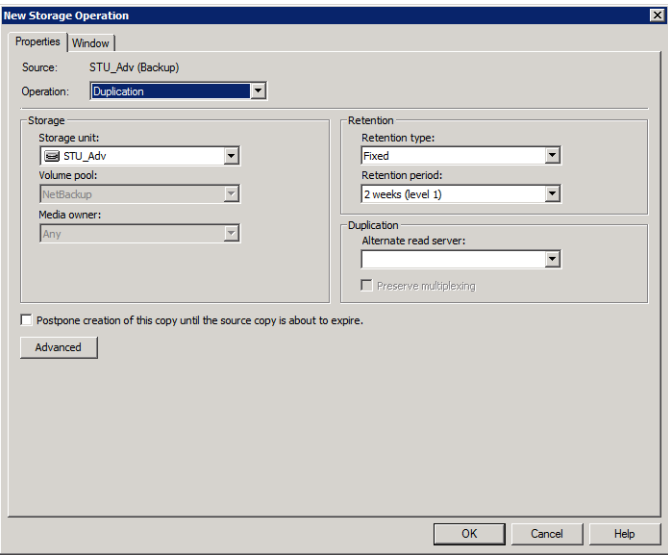 New Storage Operation
Properties
Window
Source: STU_Adv (Backup)
Operation: Duplication
Storage
Storage unit:
STU_Adv
Volume pool:
NetBackup
Media owner:
Any
Retention
Retention type:
Fixed
Retention period:
2 weeks (level 1)
Duplication
Alternate read server:
Preserve multiplexing
Postpone creation of this copy until the source copy is about to expire.
Advanced
OK Cancel Help